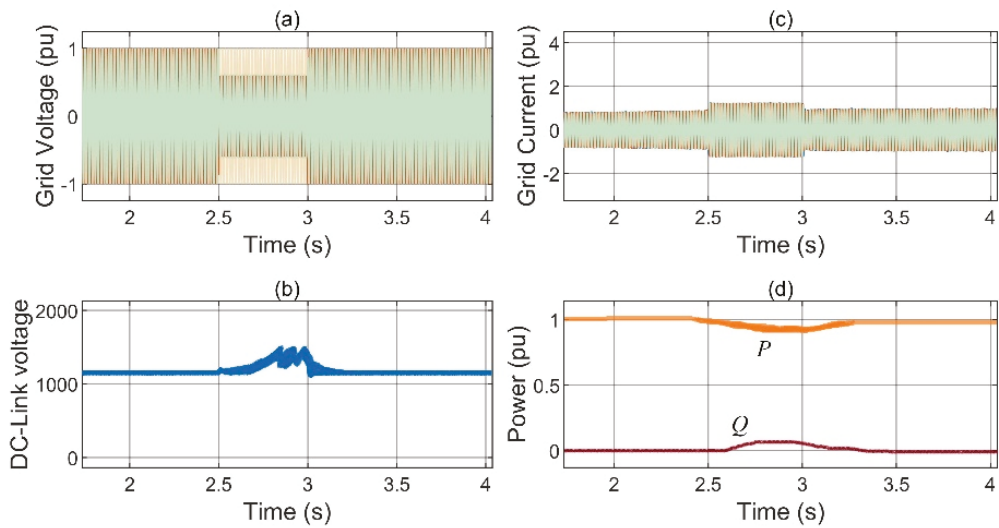 (a)
Grid Voltage (pu)
1
0
-1
2 2.5 3 3.5 4
Time (s)
(c)
Grid Current (pu)
4
2
0
-2
2 2.5 3 3.5 4
Time (s)
(b)
DC-Link voltage
2000
1000
0
2 2.5 3 3.5 4
Time (s)
(d)
Power (pu)
1
0.5
0
P
Q
2 2.5 3 3.5 4
Time (s)